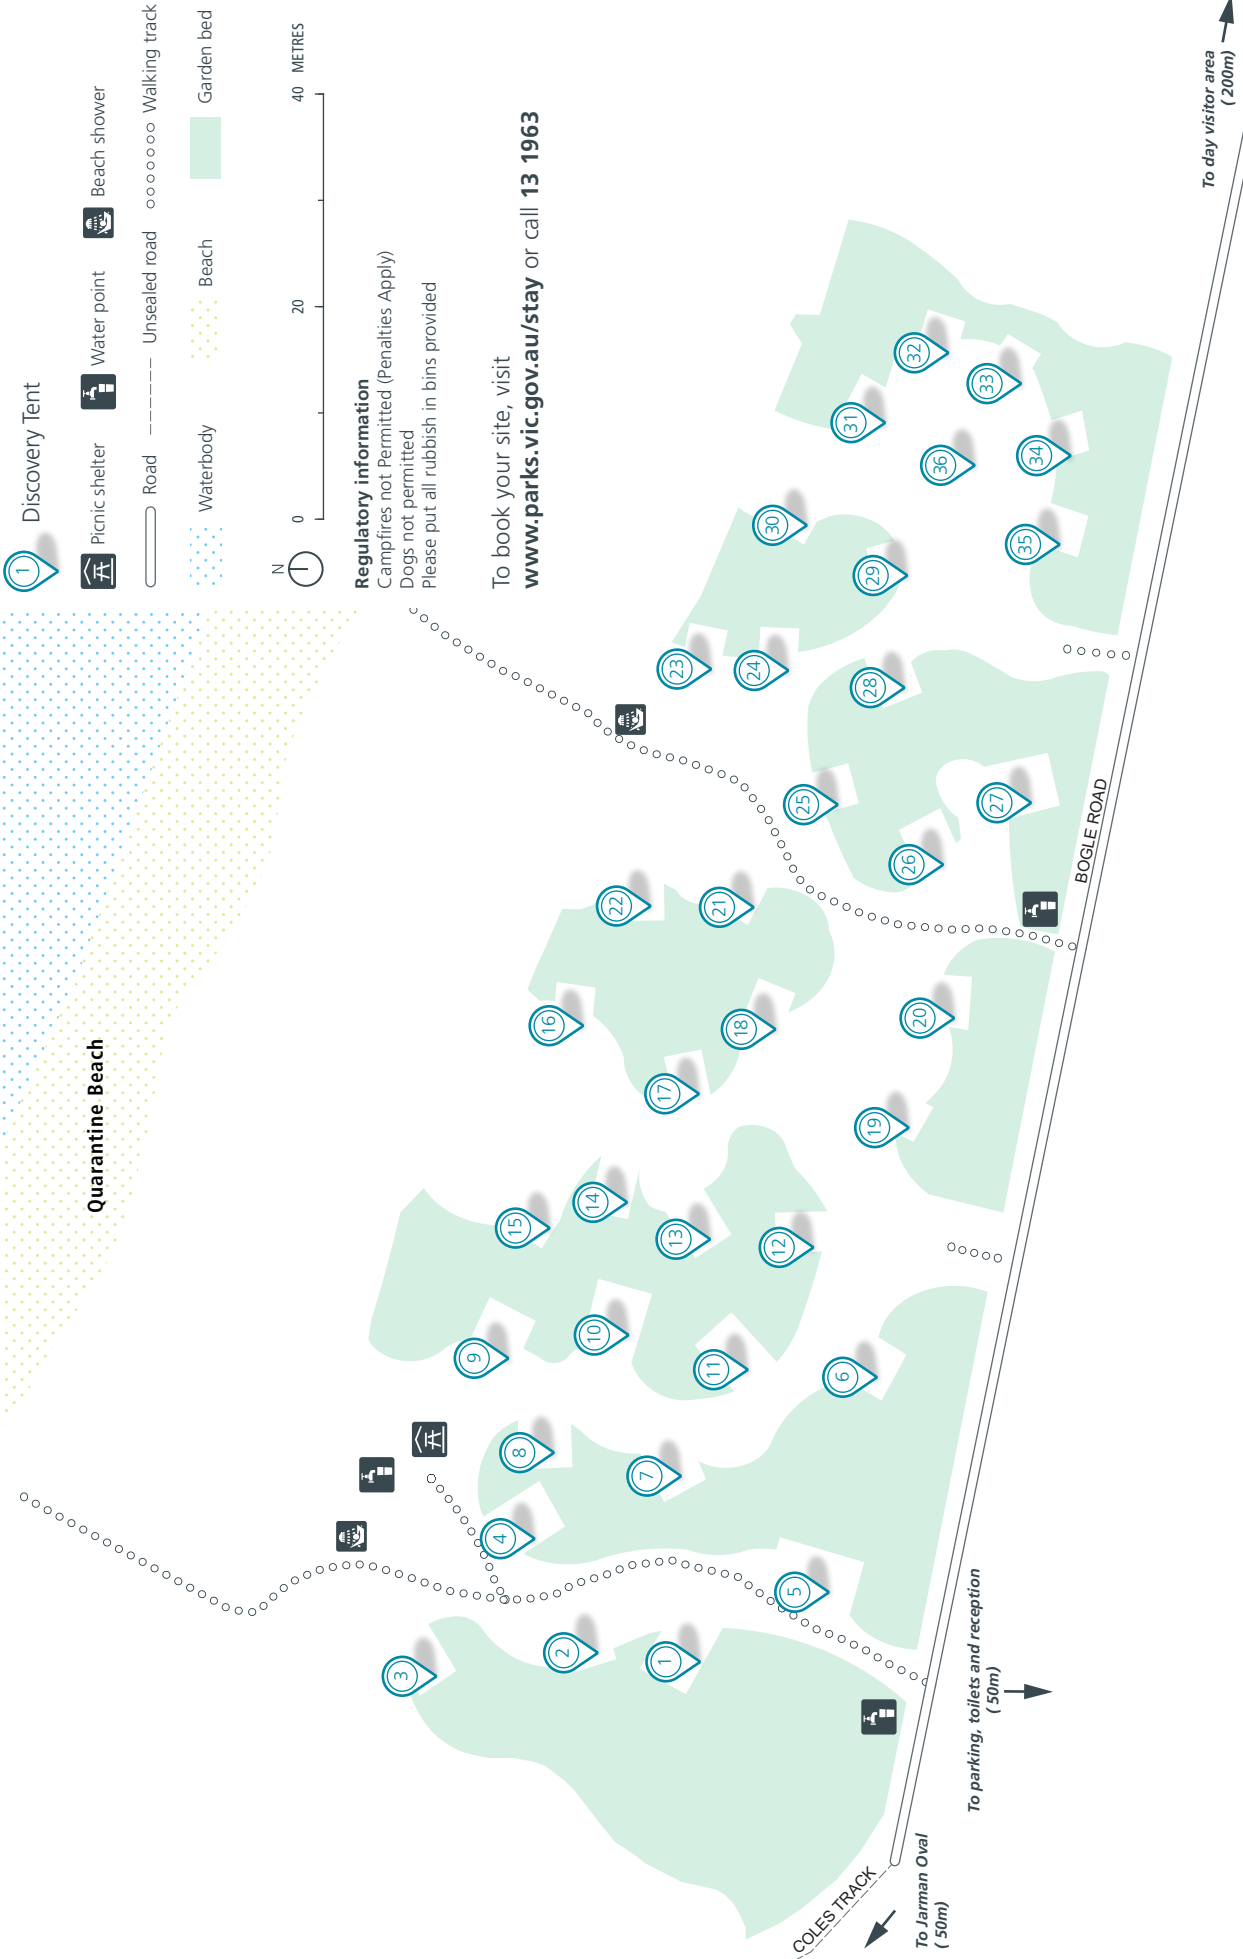 1
Discovery Tent
Picnic shelter
Water point
Beach shower
Road
Unsealed road
Walking track
Waterbody
Beach
Garden bed
N
0
20
40
METRES
Regulatory information
Campfires not Permitted (Penalties Apply)
Dogs not permitted
Please put all rubbish in bins provided
To book your site, visit
www.parks.vic.gov.au/stay or call 13 1963
Quarantine Beach
1
2
3
4
5
6
7
8
9
10
11
12
13
14
15
16
17
18
19
20
21
22
23
24
25
26
27
28
29
30
31
32
33
34
35
36
BOGLE ROAD
COLES TRACK
To Jarman Oval
( 50m)
To parking, toilets and reception
( 50m)
To day visitor area
( 200m)